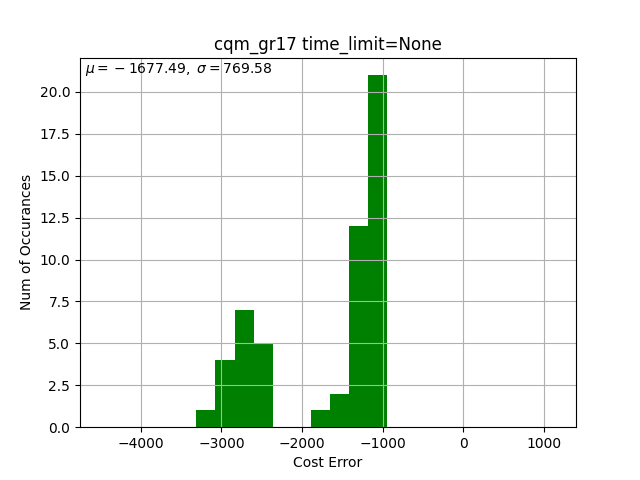 cqm_gr17 time_limit=None
μ = −1677.49, σ = 769.58
20.0
17.5
15.0
12.5
10.0
7.5
5.0
2.5
0.0
Num of Occurances
−4000 −3000 −2000 −1000 0 1000
Cost Error